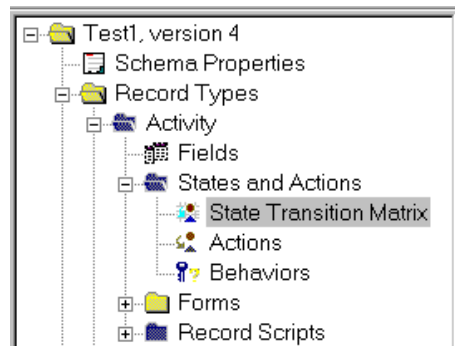 Test1, version 4
Schema Properties
Record Types
Activity
Fields
States and Actions
State Transition Matrix
Actions
Behaviors
Forms
Record Scripts